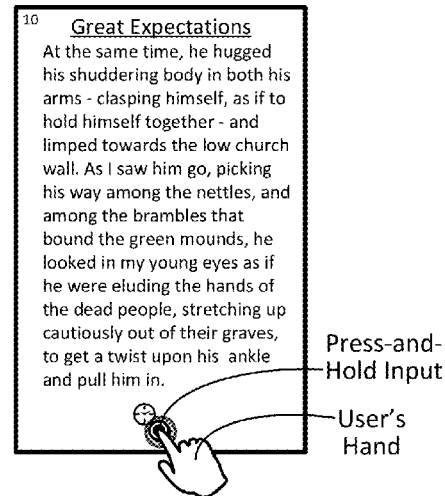 10
Great Expectations
At the same time, he hugged
his shuddering body in both his
arms - clasping himself, as if to
hold himself together - and
limped towards the low church
wall. As I saw him go, picking
his way among the nettles, and
among the brambles that
bound the green mounds, he
looked in my young eyes as if
he were eluding the hands of
the dead people, stretching up
cautiously out of their graves,
to get a twist upon his ankle
and pull him in.
Press-and-
Hold Input
User's
Hand